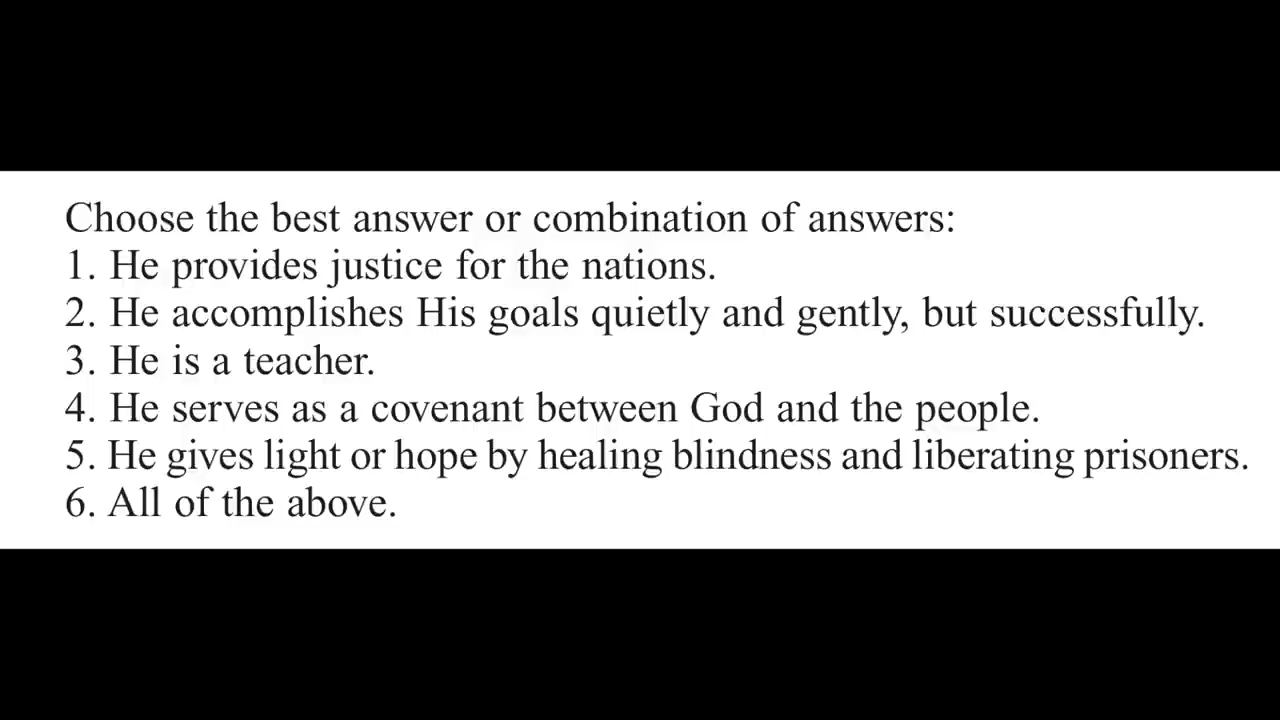 Choose the best answer or combination of answers:
1. He provides justice for the nations.
2. He accomplishes His goals quietly and gently, but successfully.
3. He is a teacher.
4. He serves as a covenant between God and the people.
5. He gives light or hope by healing blindness and liberating prisoners.
6. All of the above.